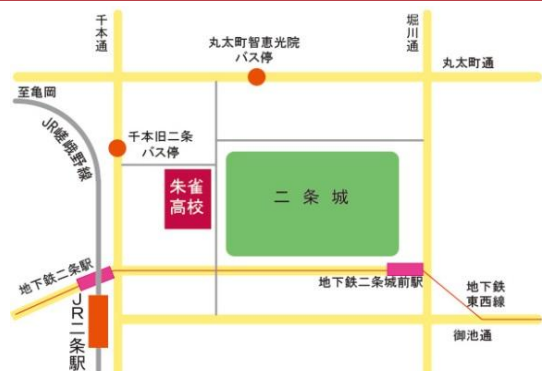 千本通
堀川通
丸太町智恵光院
バス停
丸太町通
至亀岡
JR嵯峨野線
千本旧二条
バス停
朱雀
高校
二条城
地下鉄二条駅
地下鉄二条城前駅
地下鉄
東西線
JR二条駅
御池通